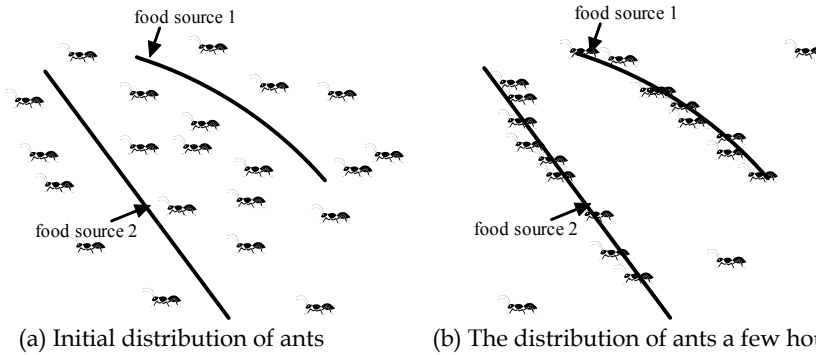 food source 1
food source 1
food source 2
food source 2
(a) Initial distribution of ants
(b) The distribution of ants a few